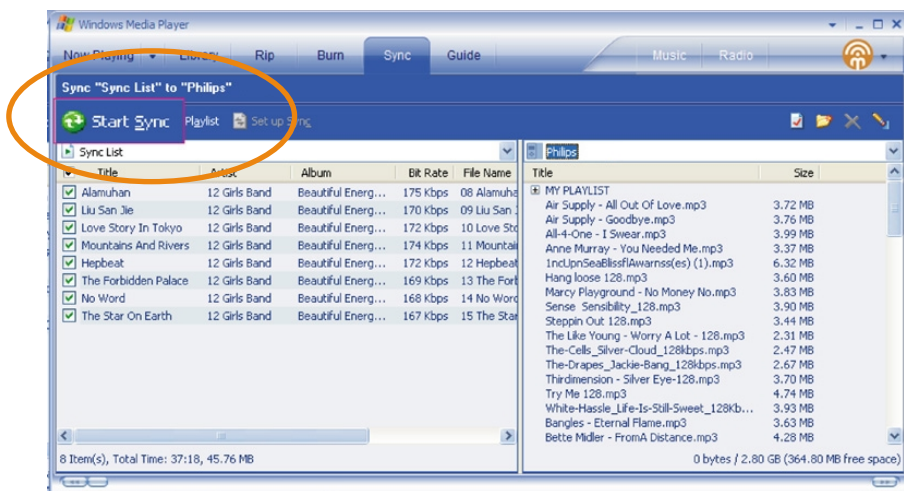 Windows Media Player
Now Playing Library Rip Burn Sync Guide Music Radio
Sync "Sync List" to "Philips"
Start Sync Playlist Set up Sync
Sync List
Title Artist Album Bit Rate File Name
Alamuhan 12 Girls Band Beautiful Energ... 175 Kbps 08 Alamuha
Liu San Jie 12 Girls Band Beautiful Energ... 170 Kbps 09 Liu San
Love Story In Tokyo 12 Girls Band Beautiful Energ... 172 Kbps 10 Love Sto
Mountains And Rivers 12 Girls Band Beautiful Energ... 174 Kbps 11 Mountai
Hepbeat 12 Girls Band Beautiful Energ... 172 Kbps 12 Hepbeat
The Forbidden Palace 12 Girls Band Beautiful Energ... 169 Kbps 13 The Forb
No Word 12 Girls Band Beautiful Energ... 168 Kbps 14 No Word
The Star On Earth 12 Girls Band Beautiful Energ... 167 Kbps 15 The Star
8 Item(s), Total Time: 37:18, 45.76 MB
Philips
Title Size
MY PLAYLIST
Air Supply - All Out Of Love.mp3 3.72 MB
Air Supply - Goodbye.mp3 3.76 MB
All-4-One - I Swear.mp3 3.99 MB
Anne Murray - You Needed Me.mp3 3.37 MB
1ncUpnSeaBlissflAwarnss(es) (1).mp3 6.32 MB
Hang loose 128.mp3 3.60 MB
Marcy Playground - No Money No.mp3 3.83 MB
Sense Sensibility_128.mp3 3.90 MB
Steppin Out 128.mp3 3.44 MB
The Like Young - Worry A Lot - 128.mp3 2.31 MB
The-Cells_Silver-Cloud_128kbps.mp3 2.47 MB
The-Drapes_Jackie-Bang_128kbps.mp3 2.67 MB
Thirdimension - Silver Eye-128.mp3 3.70 MB
Try Me 128.mp3 4.74 MB
White-Hassle_Life-Is-Still-Sweet_128Kb... 3.93 MB
Bangles - Eternal Flame.mp3 3.63 MB
Bette Midler - FromA Distance.mp3 4.28 MB
0 bytes / 2.80 GB (364.80 MB free space)